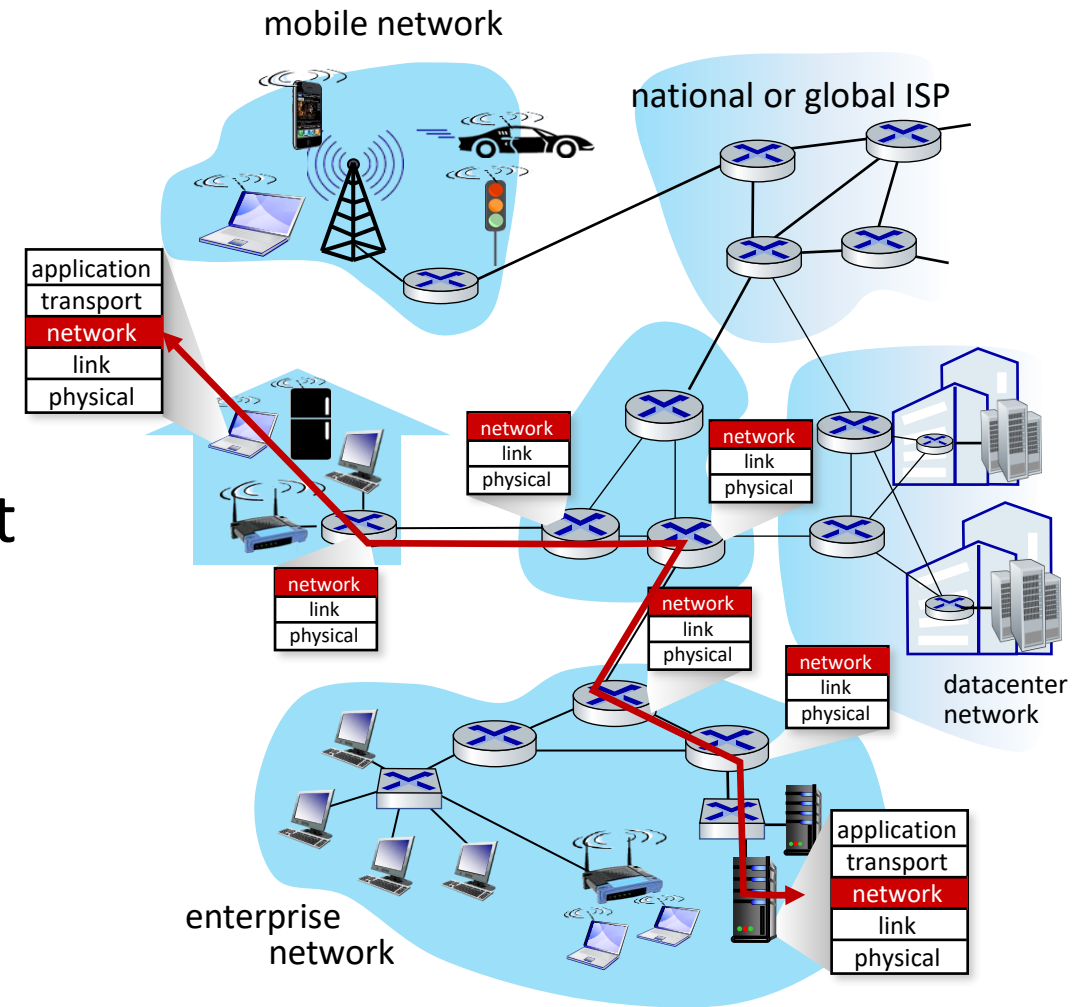 mobile network
national or global ISP
application
transport
network
link
physical
network
link
physical
network
link
physical
t
network
link
physical
network
link
physical
network
link
physical
datacenter
network
application
transport
network
link
physical
enterprise
network